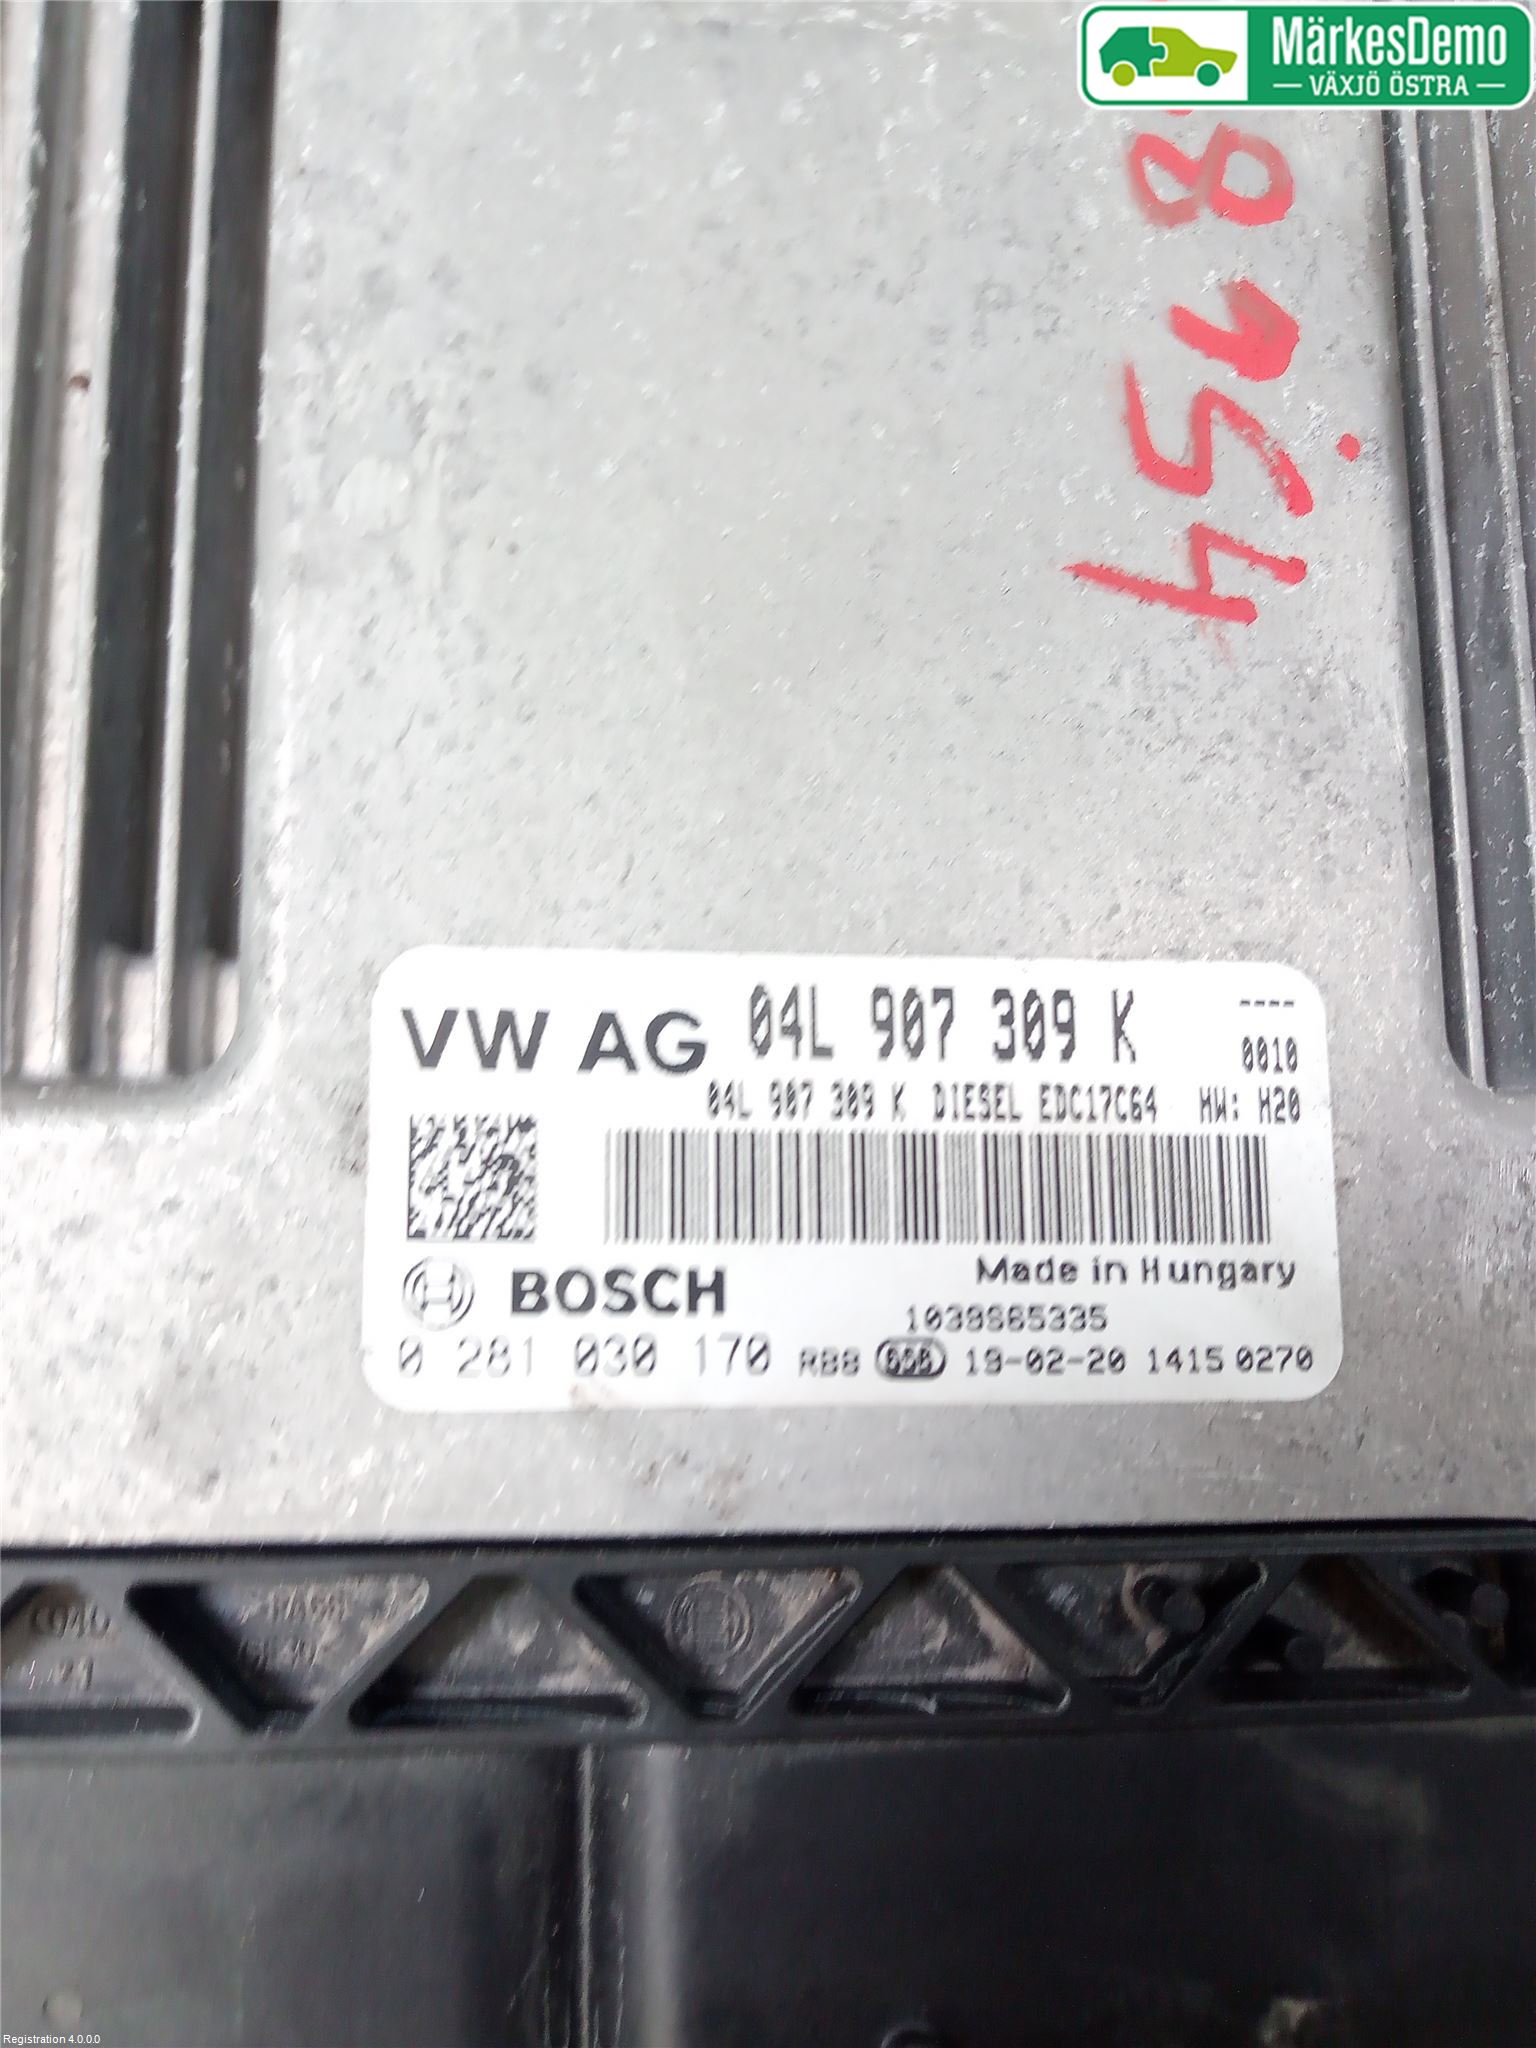 MärkesDemo
VÄXJÖ ÖSTRA
VW AG 04L 907 309 K ----
0010
04L 907 309 K DIESEL EDC17C64 HW: H20
BOSCH
Made in Hungary
1039S65335
0 281 030 170 RB8 19-02-20 1415 0270
Registration 4.0.0.0